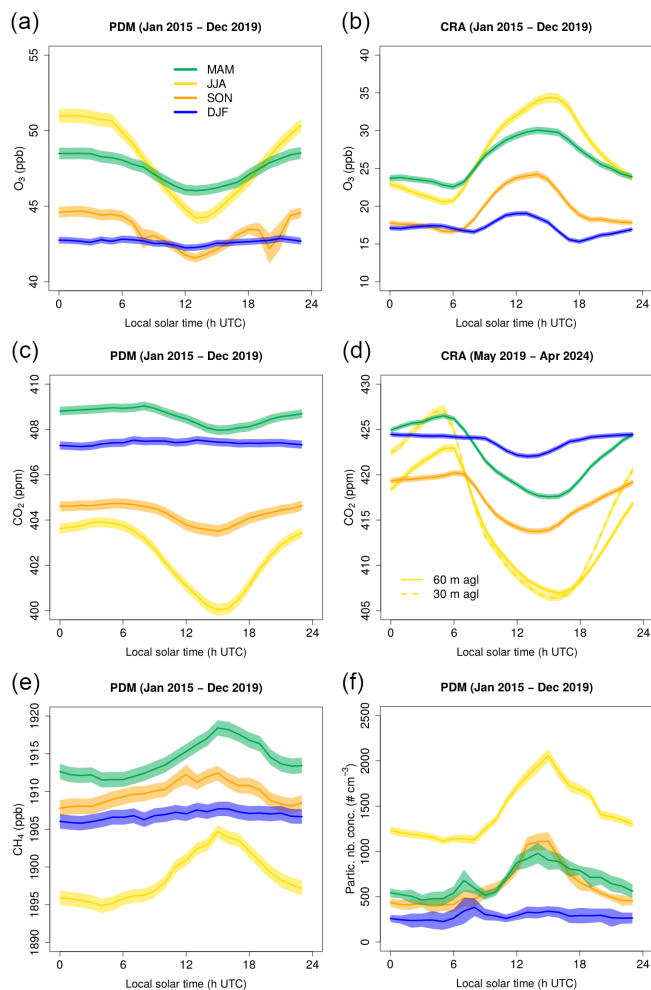 (a)
PDM (Jan 2015 − Dec 2019)
O3 (ppb)
55
50
45
40
MAM
JJA
SON
DJF
0 6 12 18 24
Local solar time (h UTC)
(b)
CRA (Jan 2015 − Dec 2019)
O3 (ppb)
40
35
30
25
20
15
10
0 6 12 18 24
Local solar time (h UTC)
(c)
PDM (Jan 2015 − Dec 2019)
CO2 (ppm)
410
408
406
404
402
400
0 6 12 18 24
Local solar time (h UTC)
(d)
CRA (May 2019 − Apr 2024)
CO2 (ppm)
430
425
420
415
410
405
60 m agl
30 m agl
0 6 12 18 24
Local solar time (h UTC)
(e)
PDM (Jan 2015 − Dec 2019)
CH4 (ppb)
1920
1915
1910
1905
1900
1895
1890
0 6 12 18 24
Local solar time (h UTC)
(f)
PDM (Jan 2015 − Dec 2019)
Partic. nb. conc. (# cm−3)
2500
2000
1500
1000
500
0
0 6 12 18 24
Local solar time (h UTC)